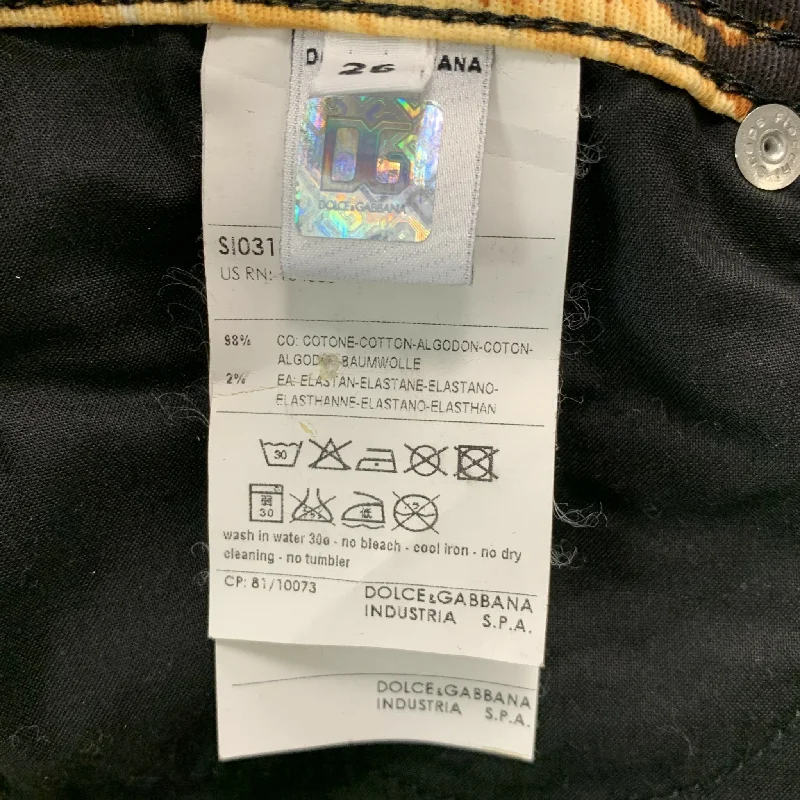 D ANA
26
DG
DOLCE&GABBANA
SI031
US RN:
98% CO: COTONE-COTTON-ALGODON-COTON-
BAUMWOLLE
2% EA: ELASTAN-ELASTANE-ELASTANO-
ELASTHANNE-ELASTANO-ELASTHAN
30
30
wash in water 30ø - no bleach - cool iron - no dry
cleaning - no tumbler
CP: 81/10073
DOLCE&GABBANA
INDUSTRIA S.P.A.
DOLCE&GABBANA
INDUSTRIA S.P.A.